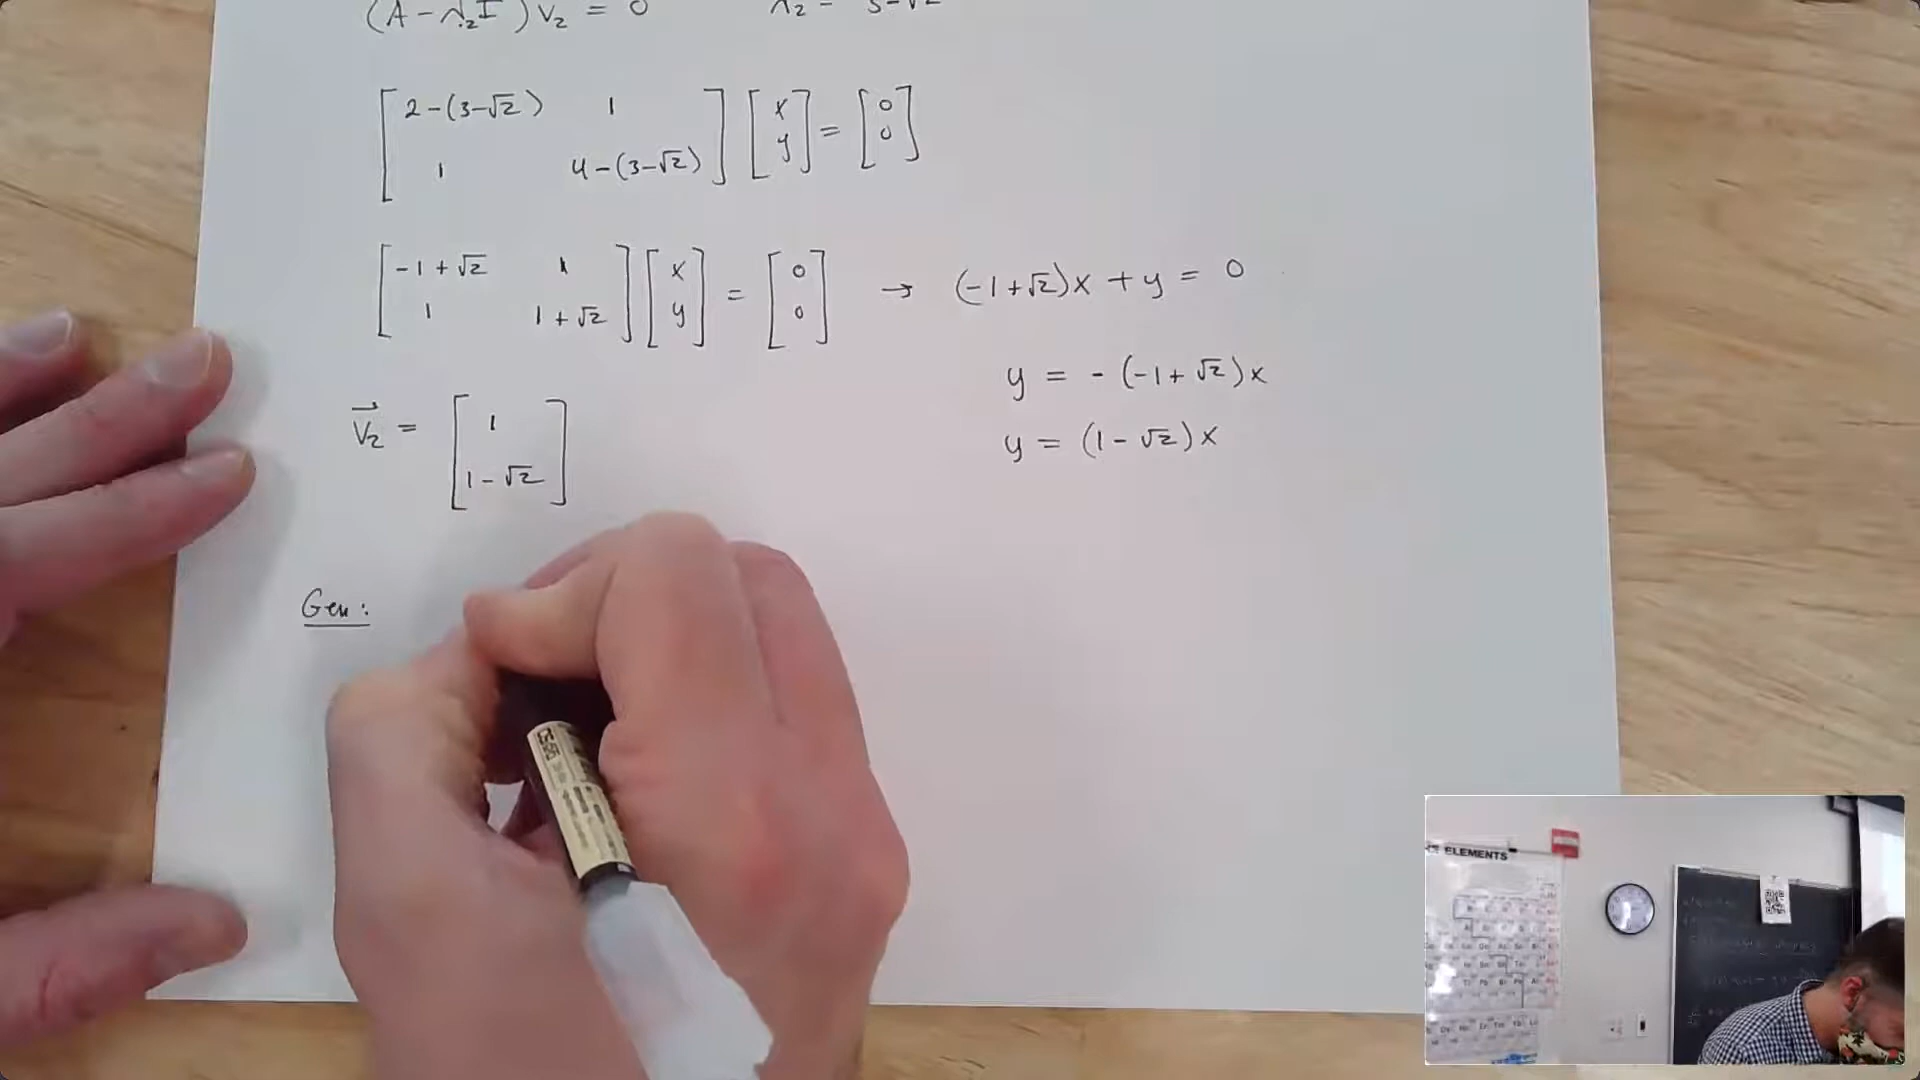 (A - λ₂I) v₂ = 0    λ₂ = 3-√2
[ 2-(3-√2)  1 ; 1  4-(3-√2) ] [ x ; y ] = [ 0 ; 0 ]
[ -1+√2  1 ; 1  1+√2 ] [ x ; y ] = [ 0 ; 0 ] → (-1+√2)x + y = 0
y = -(-1+√2)x
v⃗₂ = [ 1 ; 1-√2 ]    y = (1-√2)x
Gen:
ELEMENTS